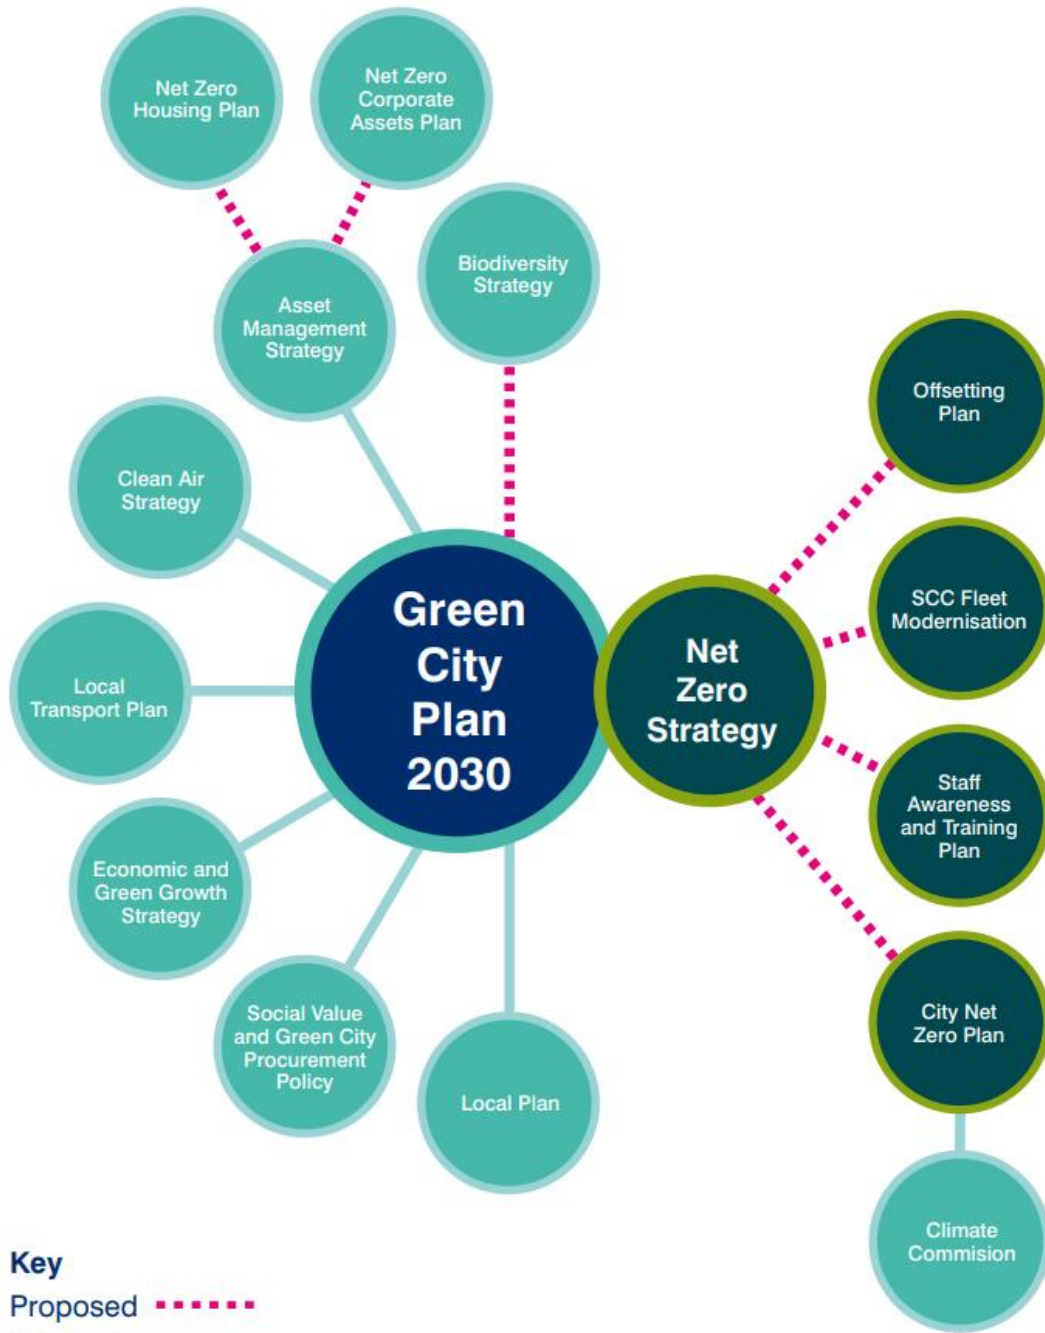 Net Zero
Housing Plan
Net Zero
Corporate
Assets Plan
Biodiversity
Strategy
Asset
Management
Strategy
Offsetting
Plan
Clean Air
Strategy
SCC Fleet
Modernisation
Green
City
Plan
2030
Net
Zero
Strategy
Local
Transport Plan
Staff
Awareness
and Training
Plan
Economic and
Green Growth
Strategy
Social Value
and Green City
Procurement
Policy
City Net
Zero Plan
Local Plan
Climate
Commision
Key
Proposed